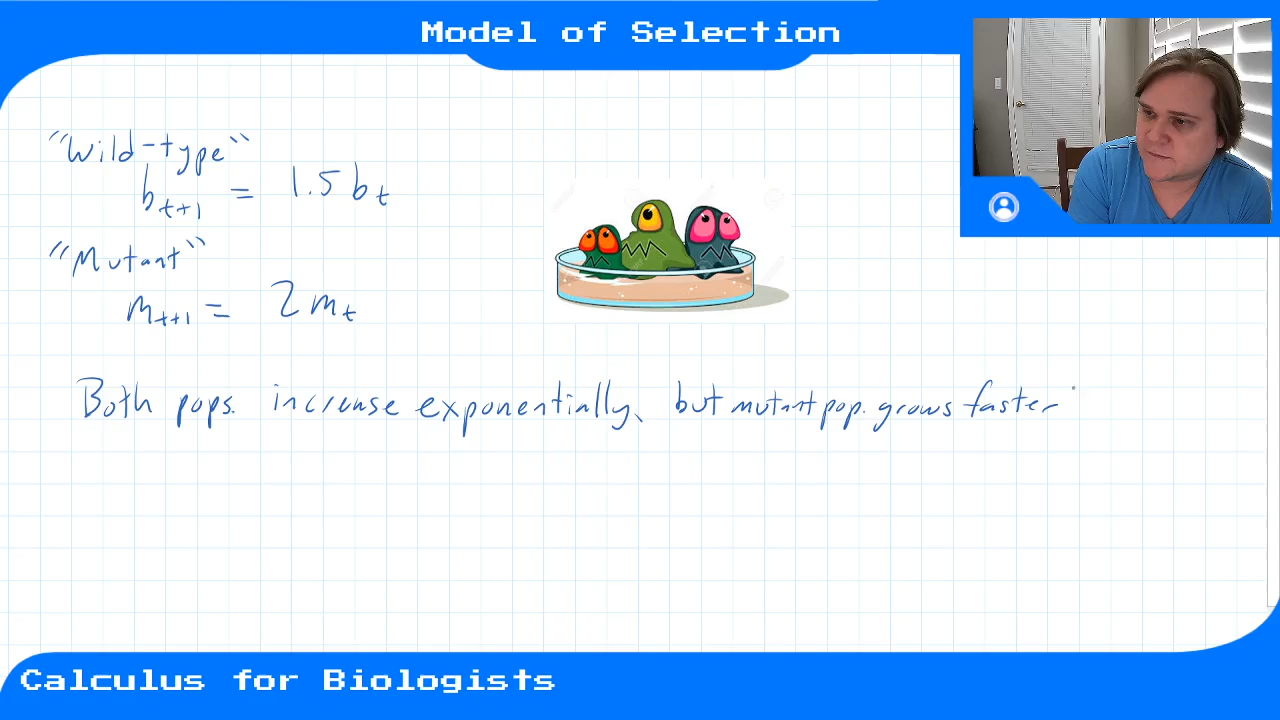 Model of Selection
"Wild-type"
b_{t+1} = 1.5 b_t
"Mutant"
m_{t+1} = 2 m_t
Both pops. increase exponentially, but mutant pop. grows faster
Calculus for Biologists